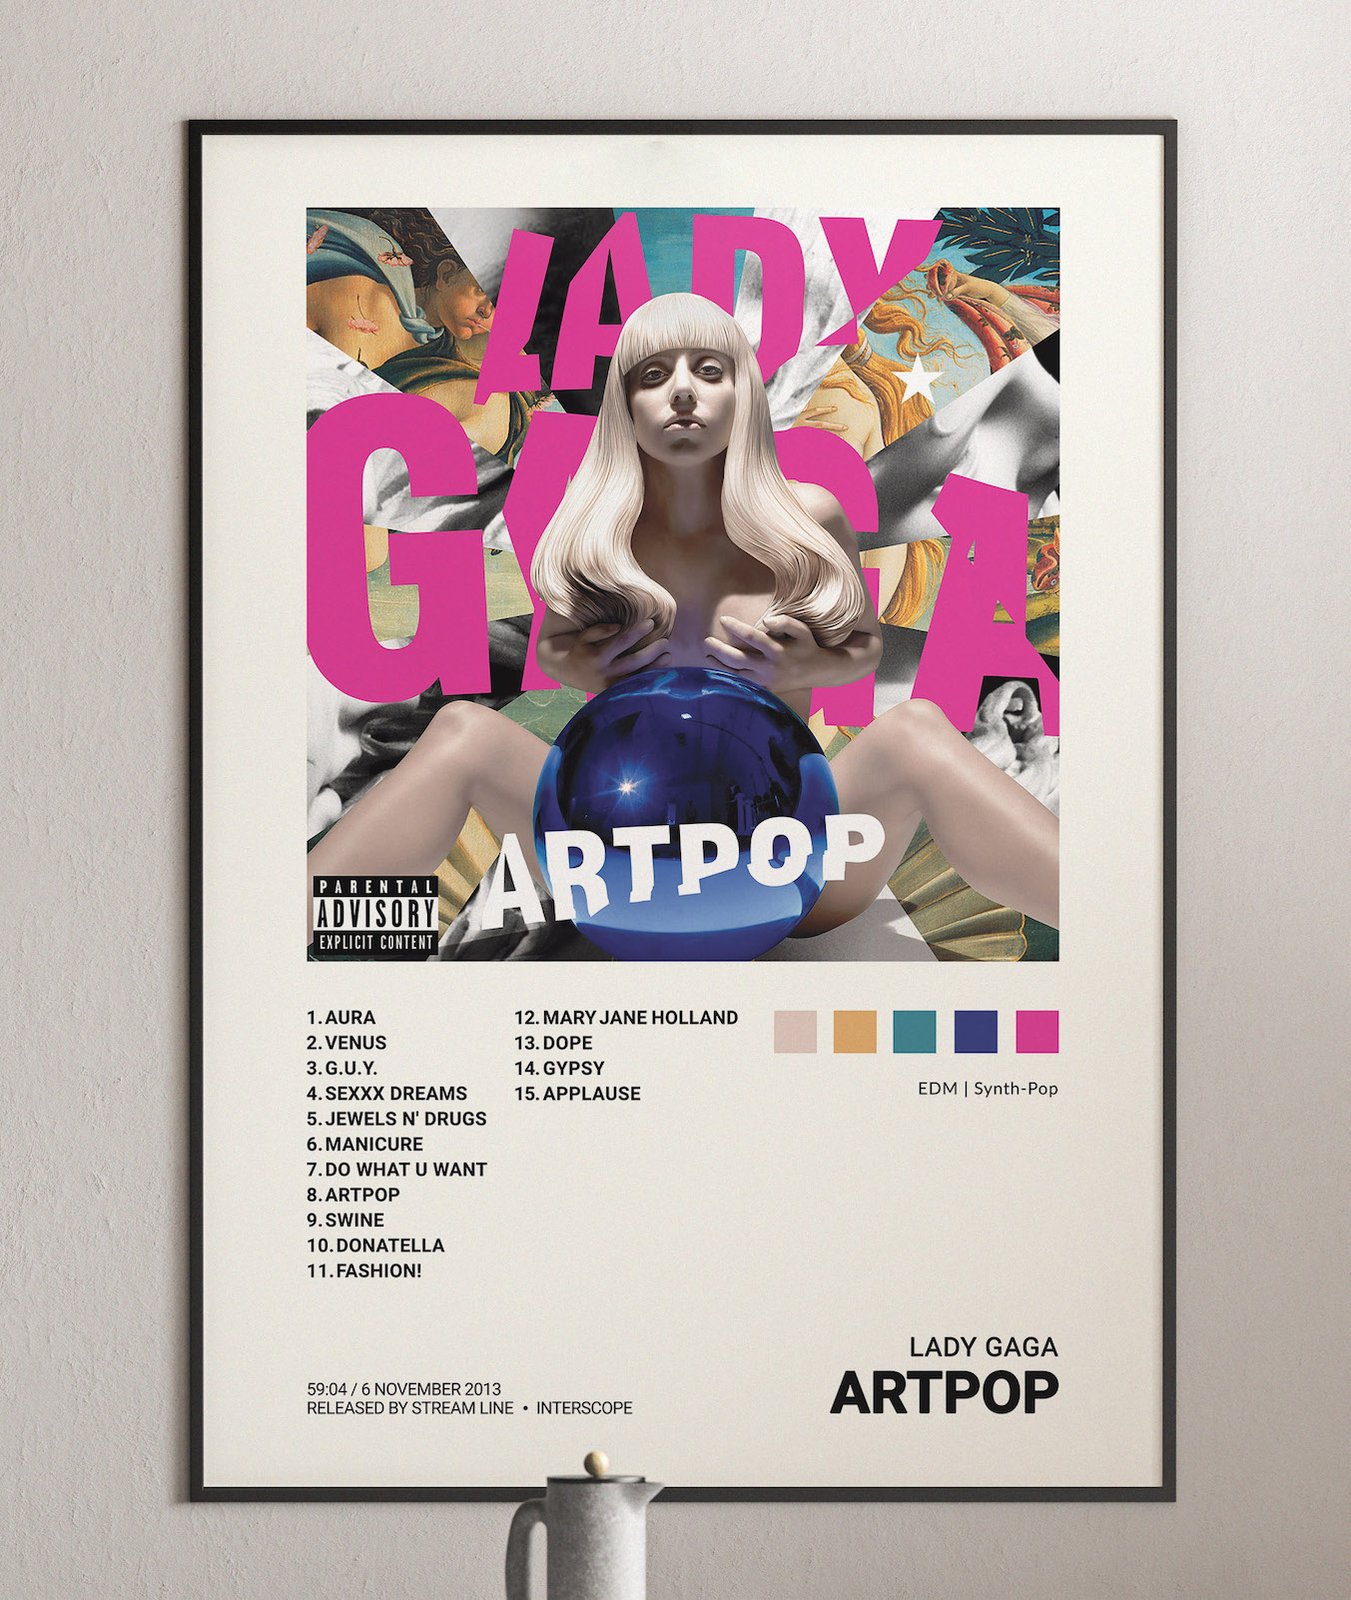 LADY
GAGA
ARTPOP
PARENTAL
ADVISORY
EXPLICIT CONTENT
1. AURA
2. VENUS
3. G.U.Y.
4. SEXXX DREAMS
5. JEWELS N' DRUGS
6. MANICURE
7. DO WHAT U WANT
8. ARTPOP
9. SWINE
10. DONATELLA
11. FASHION!
12. MARY JANE HOLLAND
13. DOPE
14. GYPSY
15. APPLAUSE
EDM | Synth-Pop
59:04 / 6 NOVEMBER 2013
RELEASED BY STREAM LINE • INTERSCOPE
LADY GAGA
ARTPOP